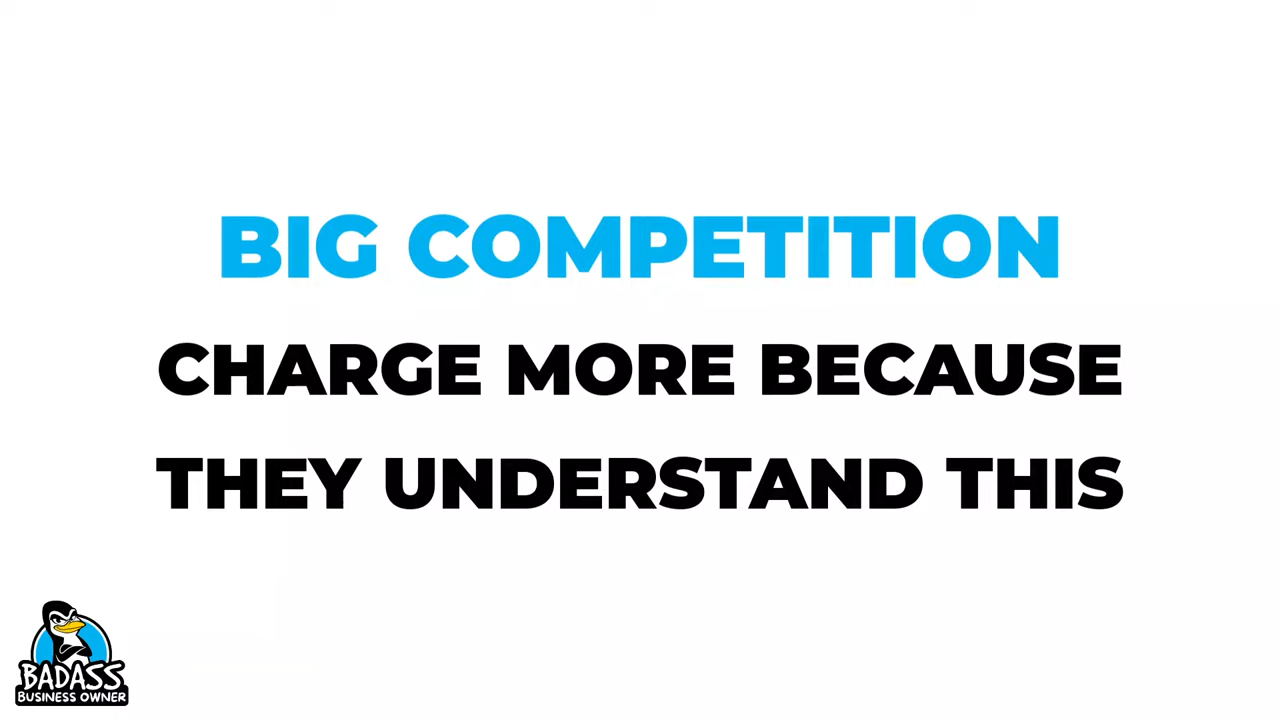 BIG COMPETITION
CHARGE MORE BECAUSE
THEY UNDERSTAND THIS
BADASS
BUSINESS OWNER